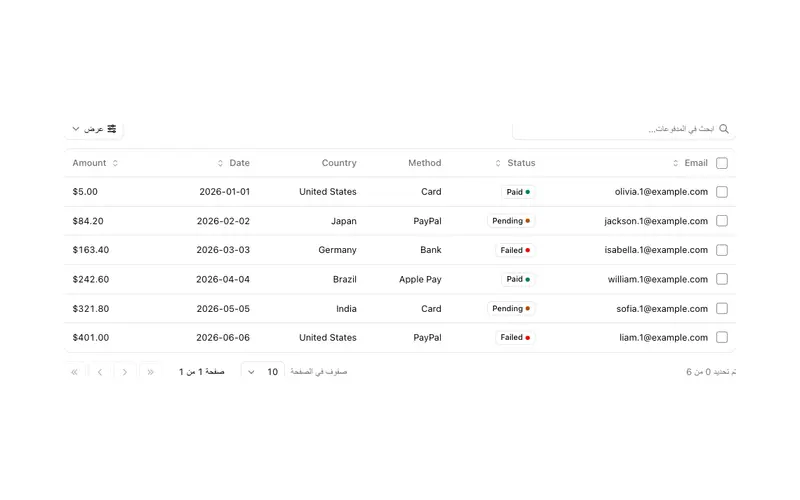 ابحث في المدفوعات...
عرض
Email Status Method Country Date Amount
olivia.1@example.com Paid Card United States 2026-01-01 $5.00
jackson.1@example.com Pending PayPal Japan 2026-02-02 $84.20
isabella.1@example.com Failed Bank Germany 2026-03-03 $163.40
william.1@example.com Paid Apple Pay Brazil 2026-04-04 $242.60
sofia.1@example.com Pending Card India 2026-05-05 $321.80
liam.1@example.com Failed PayPal United States 2026-06-06 $401.00
تم تحديد 0 من 6
صفوف في الصفحة 10
صفحة 1 من 1